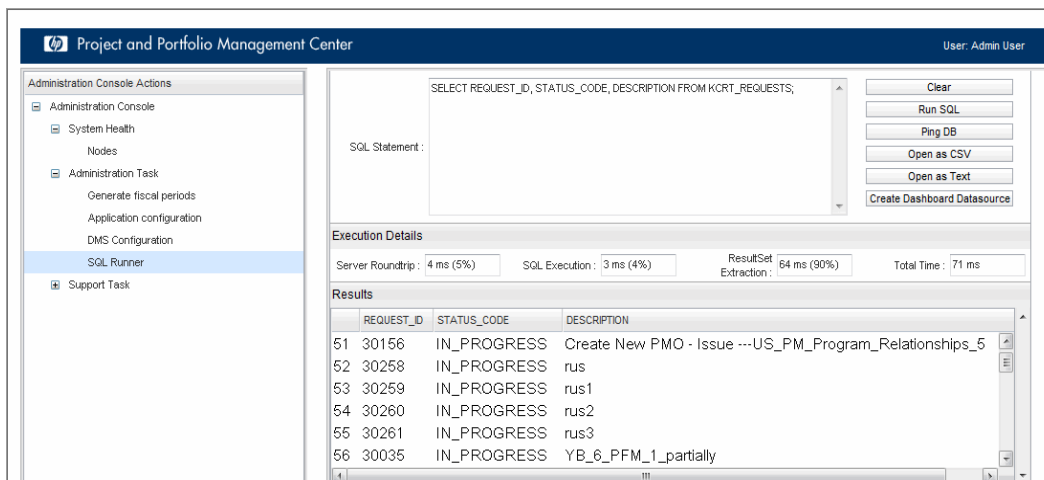 hp Project and Portfolio Management Center User: Admin User
Administration Console Actions
Administration Console
System Health
Nodes
Administration Task
Generate fiscal periods
Application configuration
DMS Configuration
SQL Runner
Support Task
SQL Statement :
SELECT REQUEST_ID, STATUS_CODE, DESCRIPTION FROM KCRT_REQUESTS;
Clear
Run SQL
Ping DB
Open as CSV
Open as Text
Create Dashboard Datasource
Execution Details
Server Roundtrip : 4 ms (5%) SQL Execution : 3 ms (4%) ResultSet Extraction : 64 ms (90%) Total Time : 71 ms
Results
REQUEST_ID STATUS_CODE DESCRIPTION
51 30156 IN_PROGRESS Create New PMO - Issue ---US_PM_Program_Relationships_5
52 30258 IN_PROGRESS rus
53 30259 IN_PROGRESS rus1
54 30260 IN_PROGRESS rus2
55 30261 IN_PROGRESS rus3
56 30035 IN_PROGRESS YB_6_PFM_1_partially